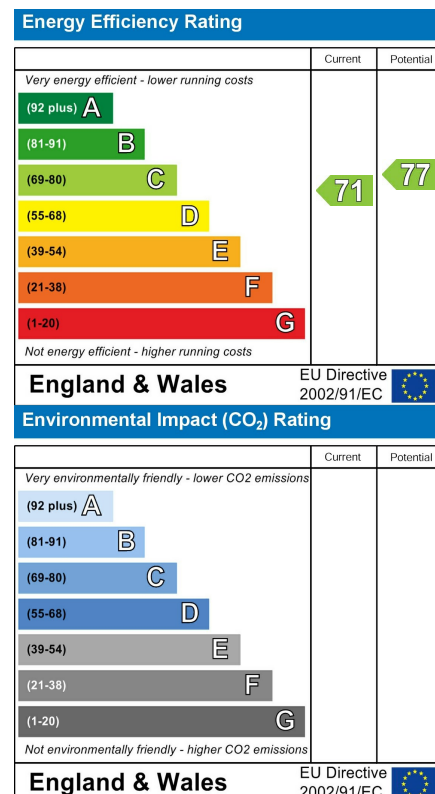 Energy Efficiency Rating
Current Potential
Very energy efficient - lower running costs
(92 plus) A
(81-91) B
(69-80) C
(55-68) D
(39-54) E
(21-38) F
(1-20) G
71
77
Not energy efficient - higher running costs
England & Wales
EU Directive
2002/91/EC
Environmental Impact (CO₂) Rating
Current Potential
Very environmentally friendly - lower CO2 emissions
(92 plus) A
(81-91) B
(69-80) C
(55-68) D
(39-54) E
(21-38) F
(1-20) G
Not environmentally friendly - higher CO2 emissions
England & Wales
EU Directive
2002/91/EC